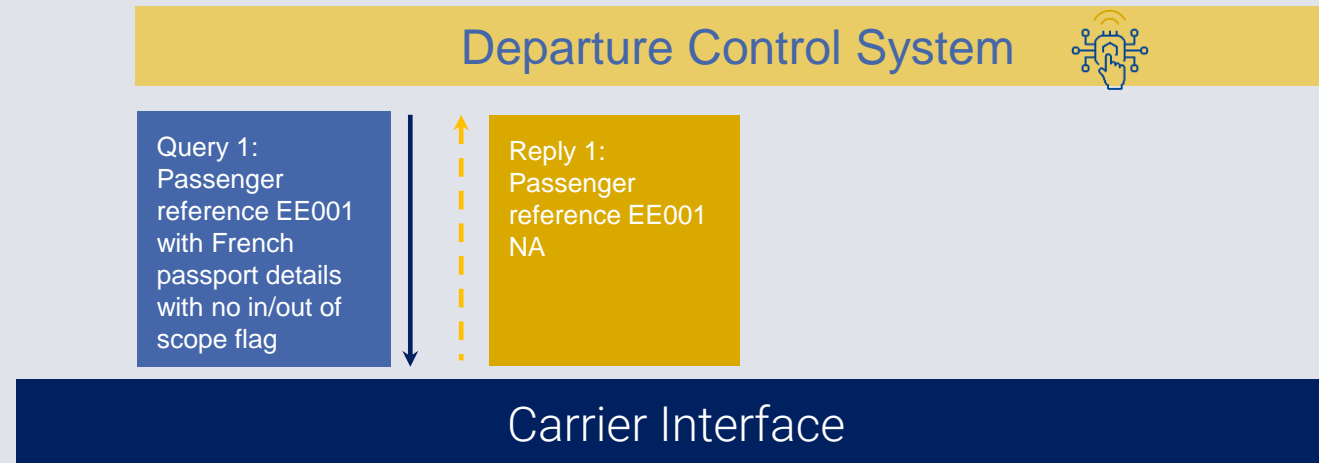 Departure Control System
Query 1:
Passenger
reference EE001
with French
passport details
with no in/out of
scope flag
Reply 1:
Passenger
reference EE001
NA
Carrier Interface